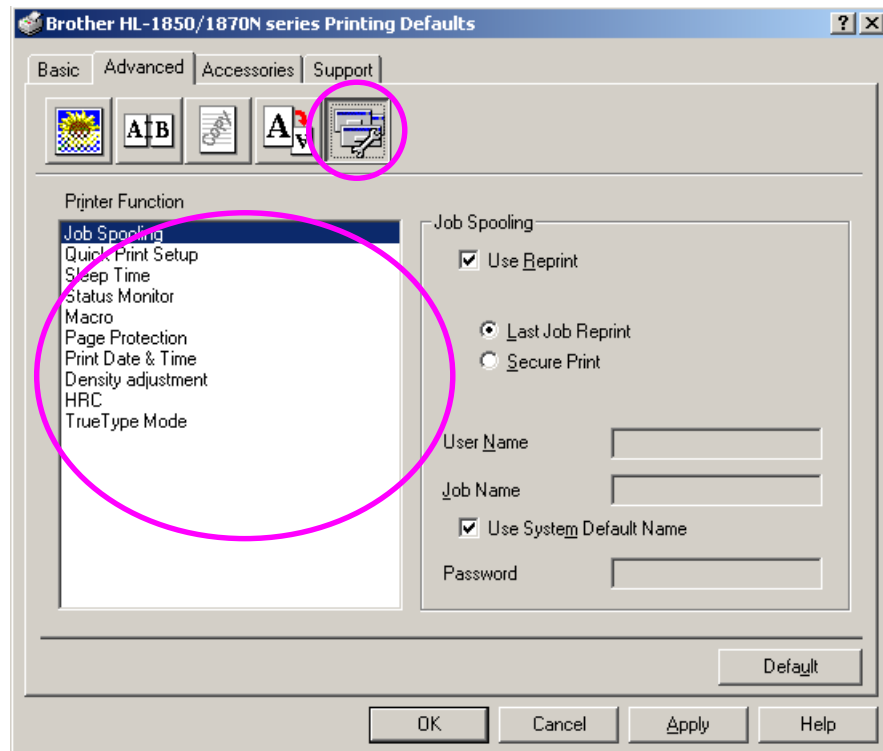 Brother HL-1850/1870N series Printing Defaults
Basic
Advanced
Accessories
Support
A B
COPY
A
Printer Function
Job Spooling
Quick Print Setup
Sleep Time
Status Monitor
Macro
Page Protection
Print Date & Time
Density adjustment
HRC
TrueType Mode
Job Spooling
Use Reprint
Last Job Reprint
Secure Print
User Name
Job Name
Use System Default Name
Password
Default
OK
Cancel
Apply
Help